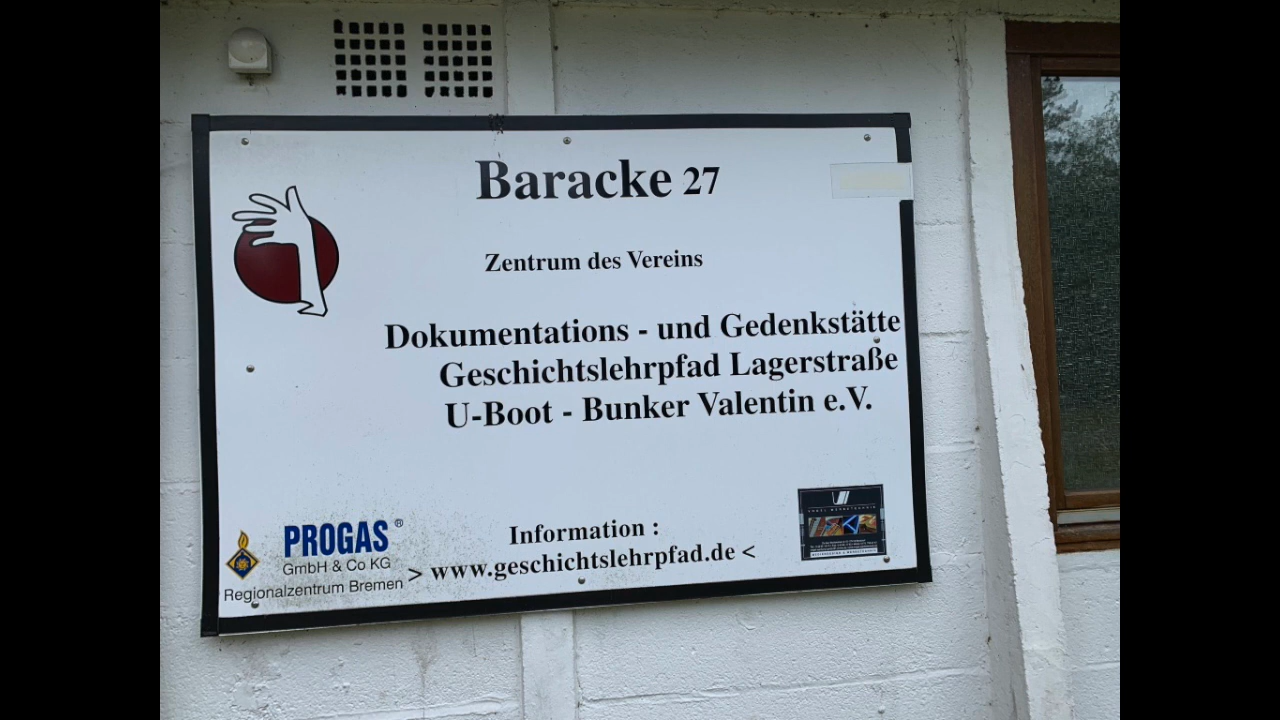 Baracke 27
Zentrum des Vereins
Dokumentations - und Gedenkstätte
Geschichtslehrpfad Lagerstraße
U-Boot - Bunker Valentin e.V.
PROGAS ®
GmbH & Co KG
Regionalzentrum Bremen
Information :
> www.geschichtslehrpfad.de <